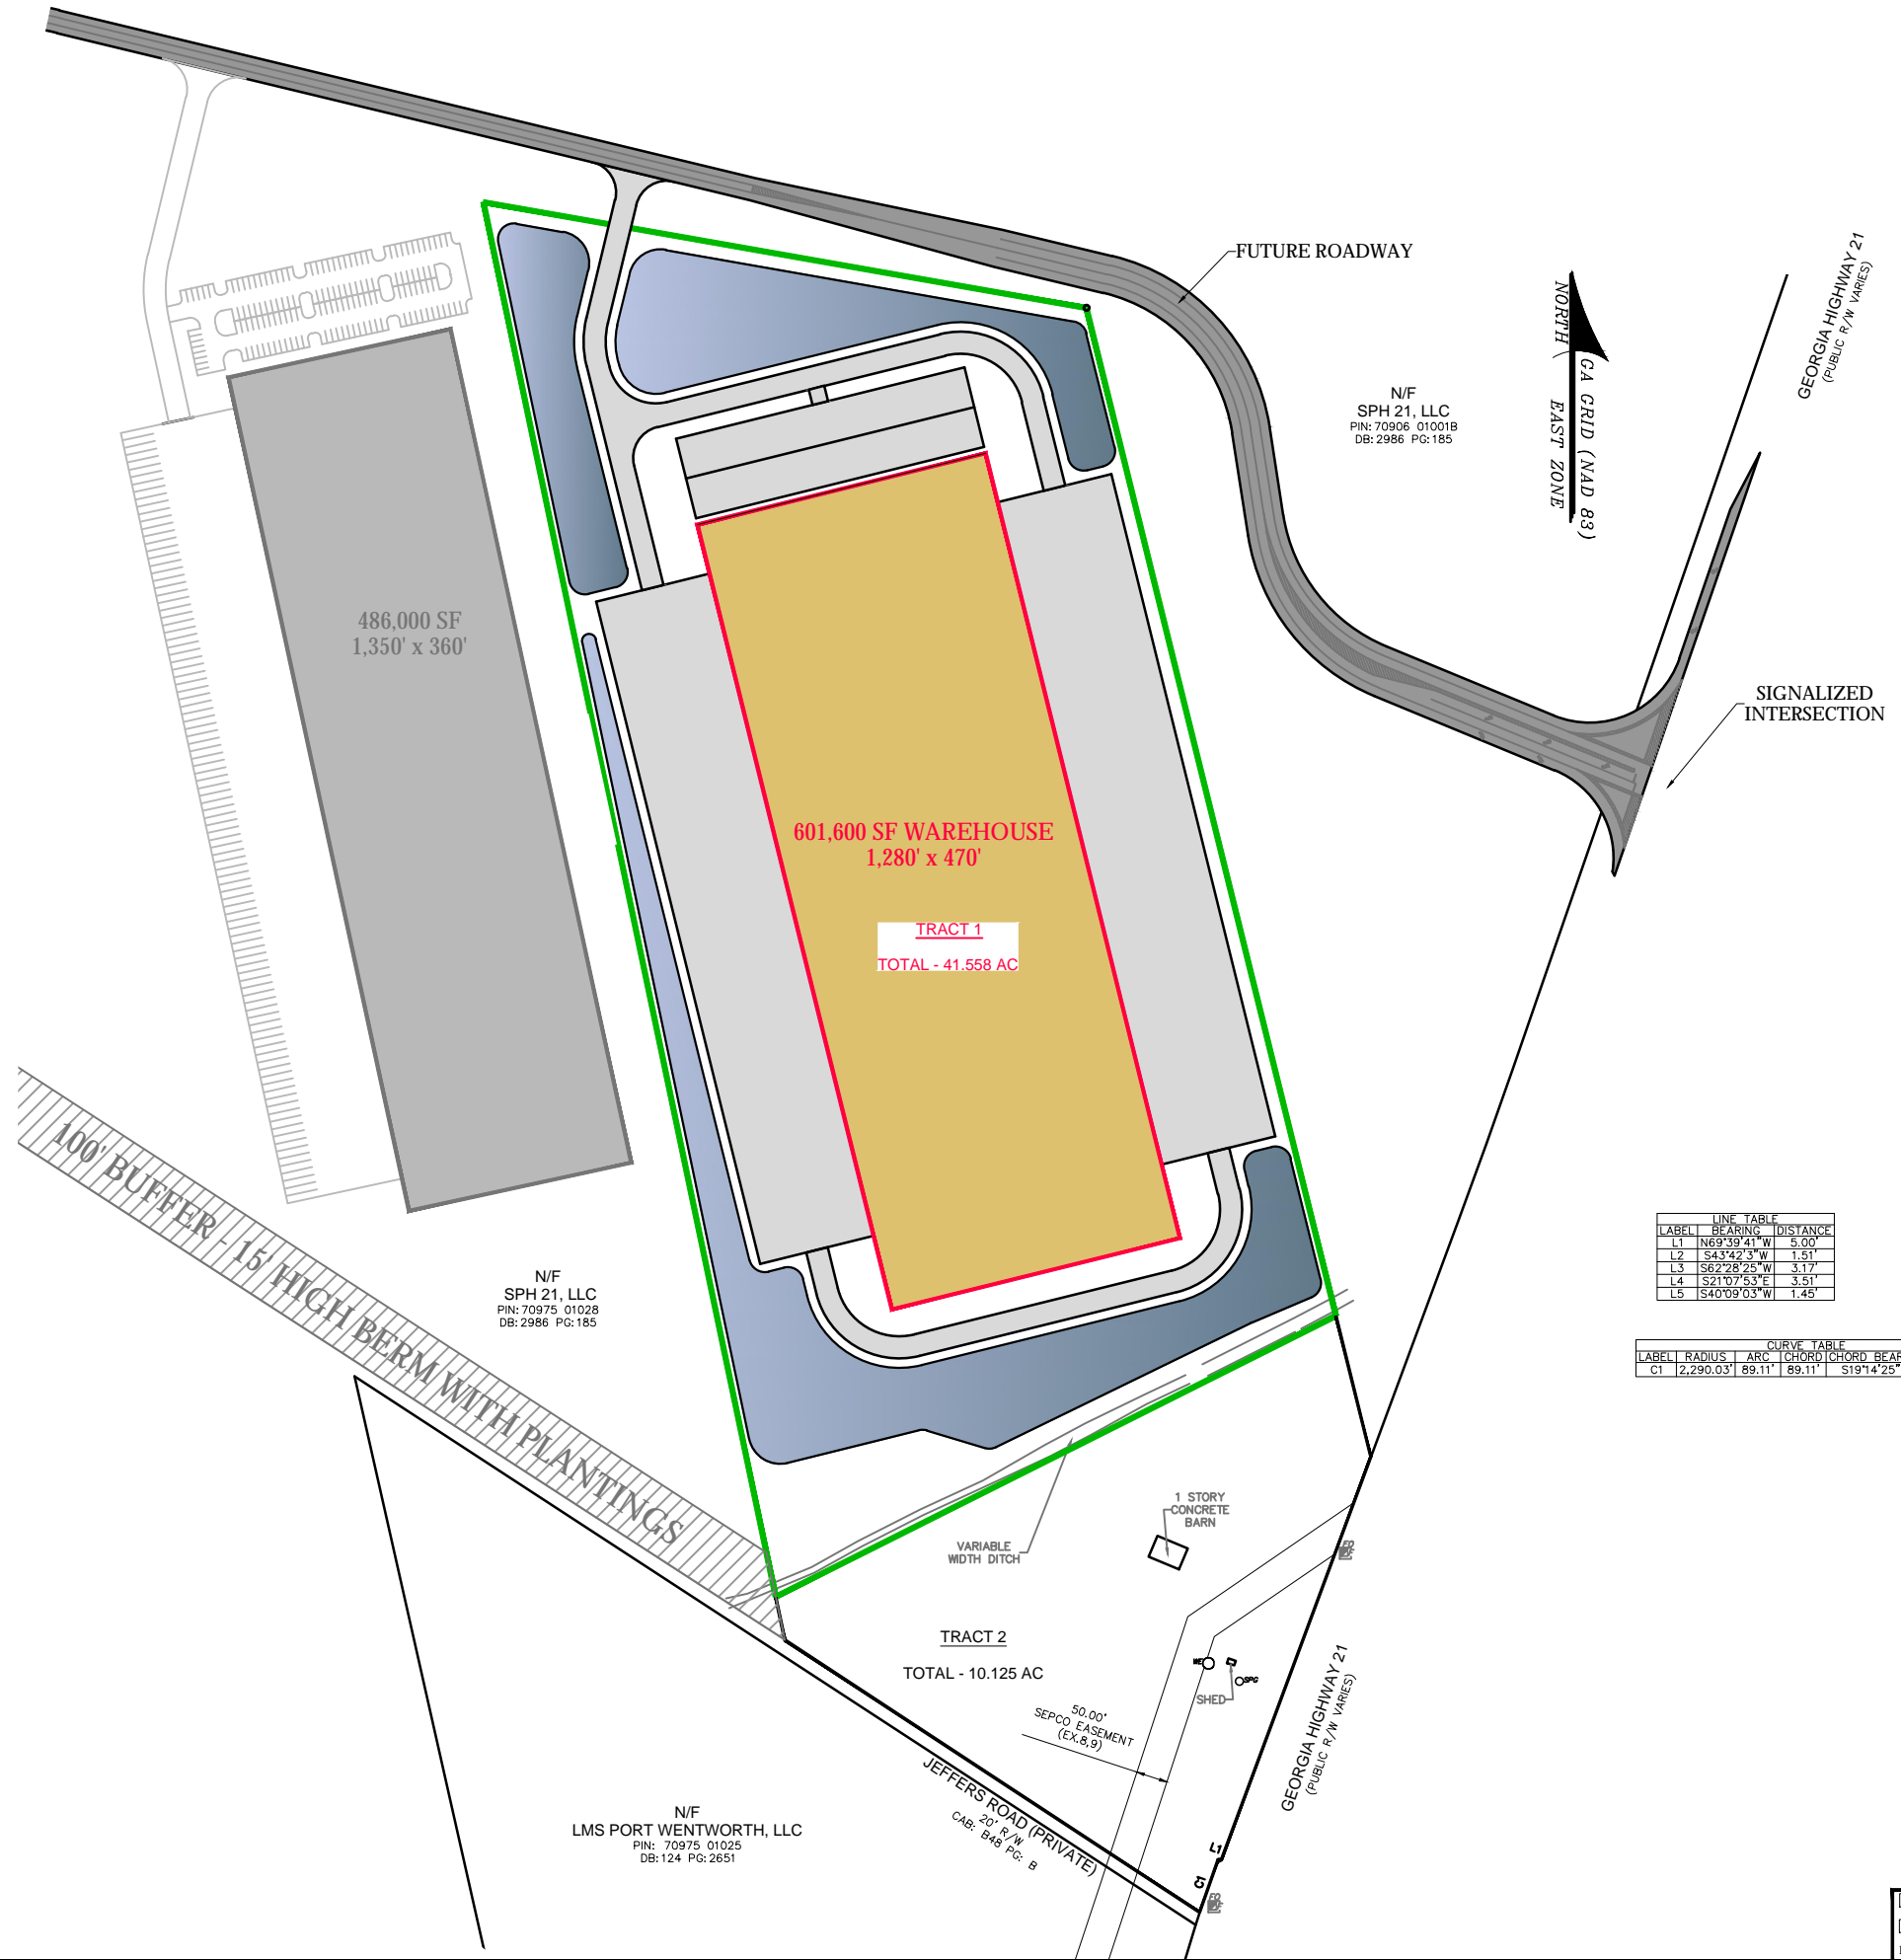 FUTURE ROADWAY
GEORGIA HIGHWAY 21
(PUBLIC R/W VARIES)
NORTH
GA GRID (NAD 83)
EAST ZONE
N/F
SPH 21, LLC
PIN: 70906 01001B
DB: 2986 PG: 185
486,000 SF
1,350' x 360'
SIGNALIZED
INTERSECTION
601,600 SF WAREHOUSE
1,280' x 470'
TRACT 1
TOTAL - 41.558 AC
100' BUFFER - 15' HIGH BERM WITH PLANTINGS
N/F
SPH 21, LLC
PIN: 70975 01028
DB: 2986 PG: 185
LINE TABLE
LABEL BEARING DISTANCE
L1 N69°39'41"W 5.00'
L2 S43°42'3"W 1.51'
L3 S62°28'25"W 3.17'
L4 S21°07'53"E 3.51'
L5 S40°09'03"W 1.45'
CURVE TABLE
LABEL RADIUS ARC CHORD CHORD BEAR
C1 2,290.03' 89.11' 89.11' S19°14'25"
1 STORY
CONCRETE
BARN
VARIABLE
WIDTH DITCH
TRACT 2
TOTAL - 10.125 AC
SPG
SHED
50.00'
SEPCO EASEMENT
(EX.8,9)
GEORGIA HIGHWAY 21
(PUBLIC R/W VARIES)
JEFFERS ROAD (PRIVATE)
20' R/W
CAB: B48 PG: B
N/F
LMS PORT WENTWORTH, LLC
PIN: 70975 01025
DB: 124 PG: 2651
L1
C1